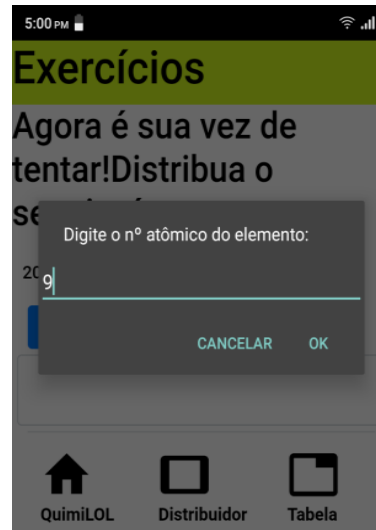 5:00 PM
Exercícios
Agora é sua vez de
tentar!Distribua o
Digite o nº atômico do elemento:
20
9
CANCELAR OK
QuimiLOL Distribuidor Tabela